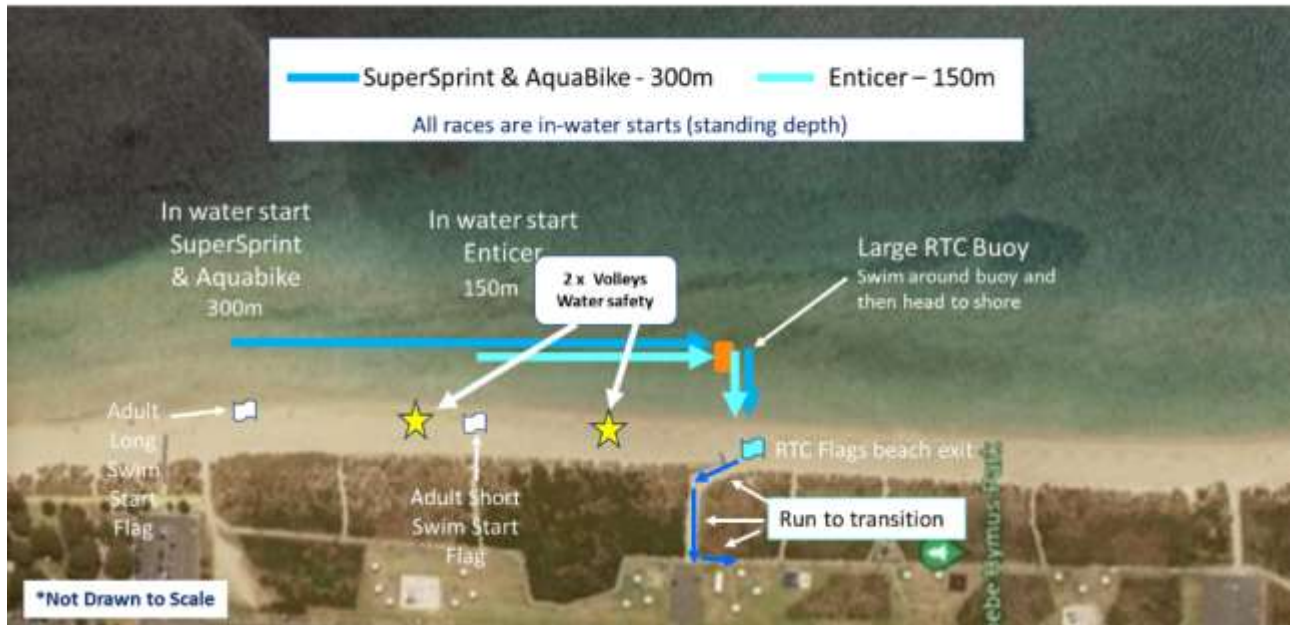 SuperSprint & AquaBike - 300m
Enticer – 150m
All races are in-water starts (standing depth)
In water start
SuperSprint
& Aquabike
300m
In water start
Enticer
150m
2 x Volleys
Water safety
Large RTC Buoy
Swim around buoy and
then head to shore
Adult
Long
Swim
Start
Flag
Adult Short
Swim Start
Flag
RTC Flags beach exit
Run to transition
*Not Drawn to Scale